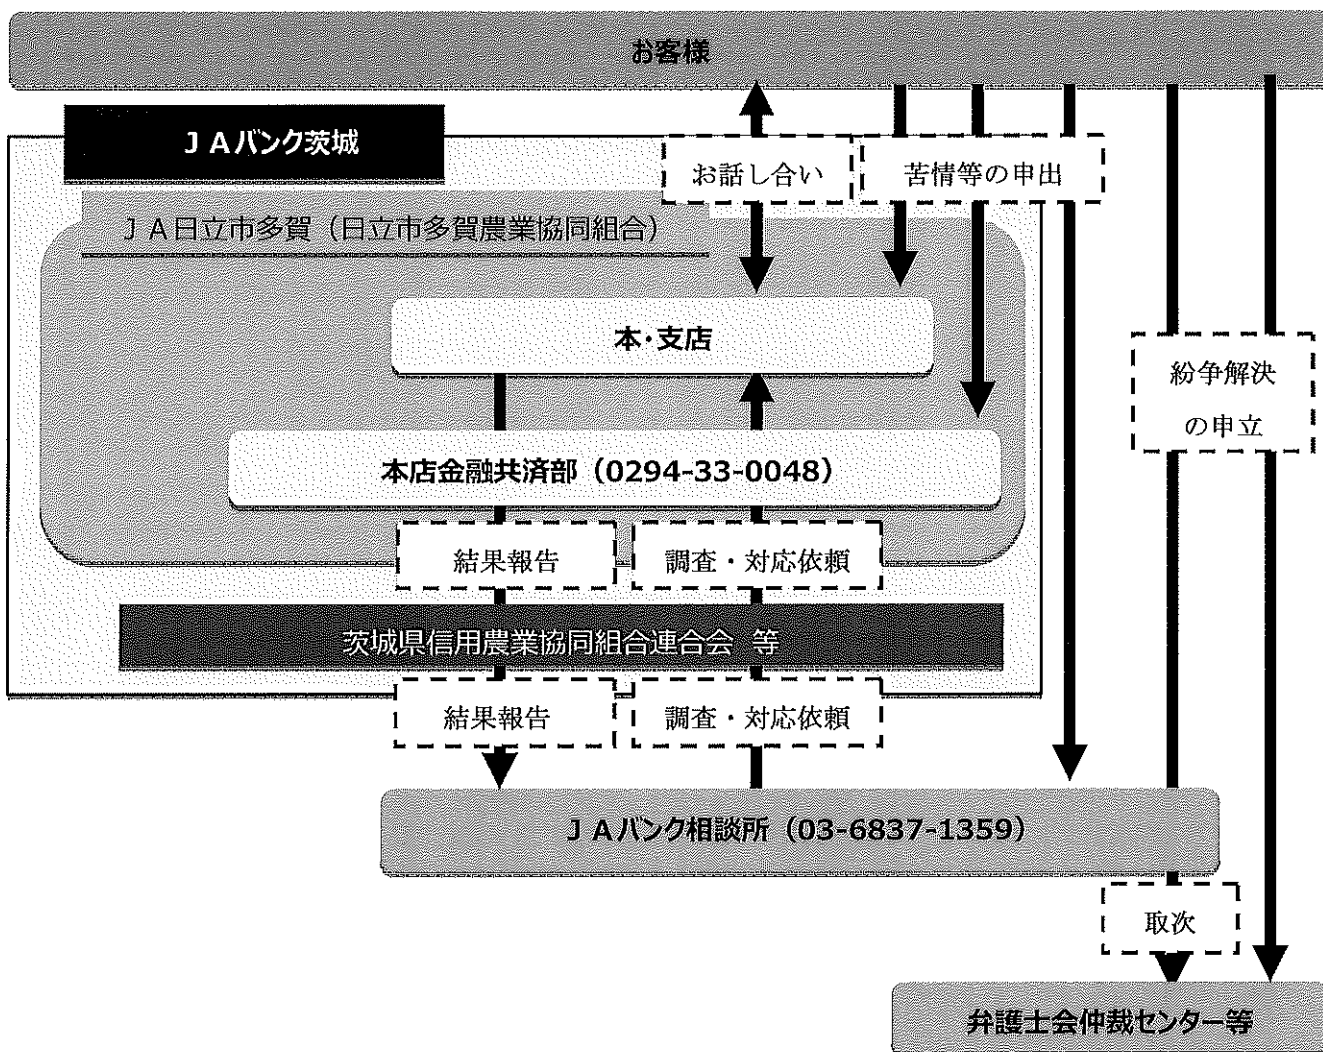 お客様
JAバンク茨城
お話し合い
苦情等の申出
JA日立市多賀（日立市多賀農業協同組合）
本・支店
紛争解決
の申立
本店金融共済部（0294-33-0048）
結果報告
調査・対応依頼
茨城県信用農業協同組合連合会 等
結果報告
調査・対応依頼
JAバンク相談所（03-6837-1359）
取次
弁護士会仲裁センター等